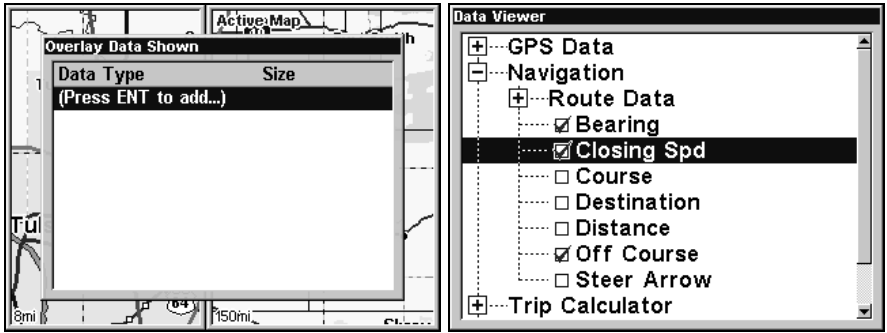 Active Map
Overlay Data Shown
Data Type Size
(Press ENT to add...)
Tul
8mi
64
150mi
Data Viewer
GPS Data
Navigation
Route Data
Bearing
Closing Spd
Course
Destination
Distance
Off Course
Steer Arrow
Trip Calculator